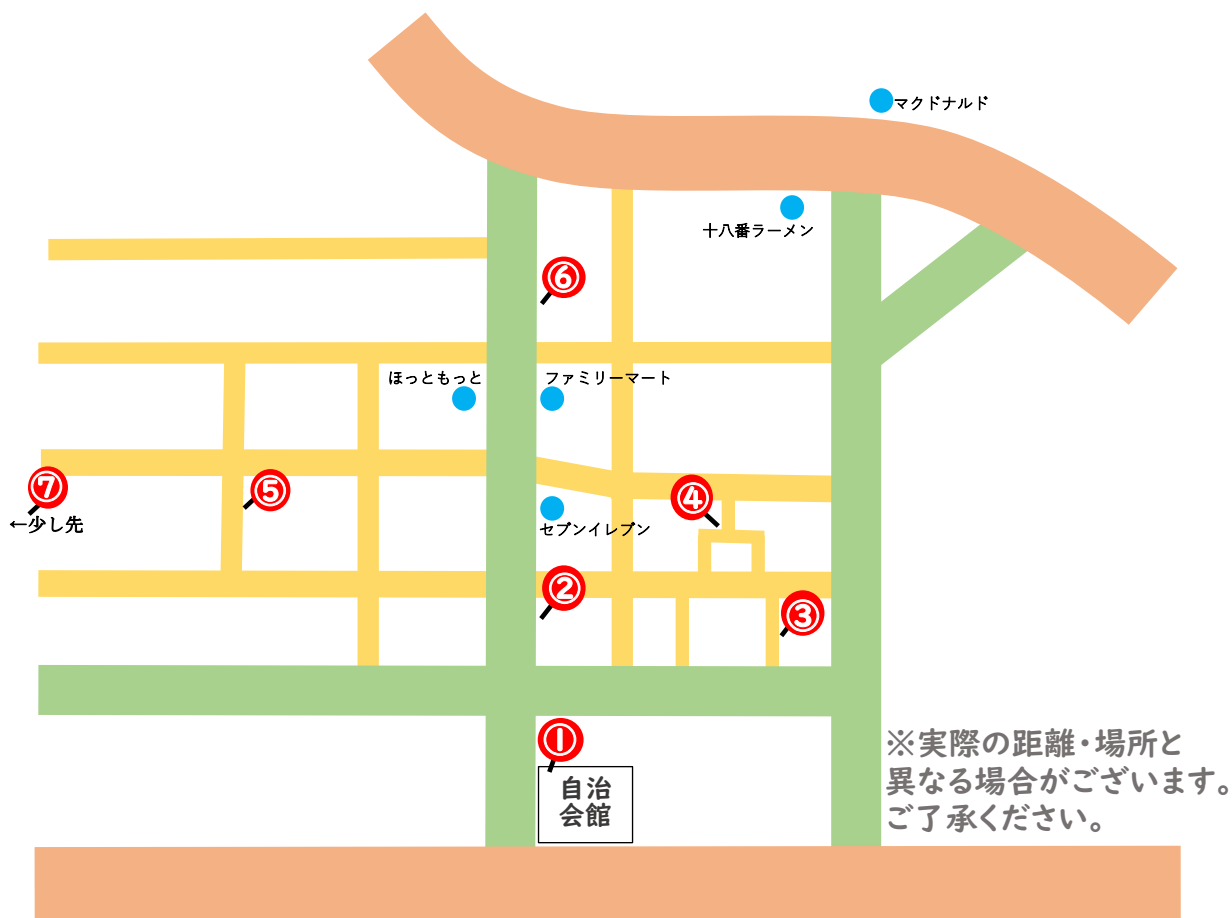 マクドナルド
十八番ラーメン
⑥
ほっともっと
ファミリーマート
⑦
←少し先
⑤
④
セブンイレブン
②
③
①
自治
会館
※実際の距離・場所と
異なる場合がございます。
ご了承ください。